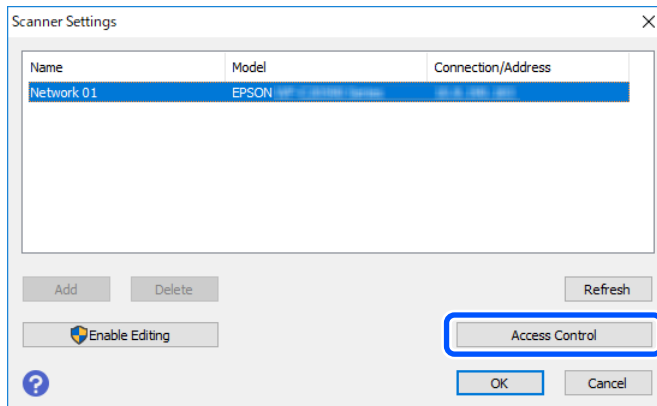 Scanner Settings
Name Model Connection/Address
Network 01 EPSON
Add Delete Refresh
Enable Editing Access Control
OK Cancel